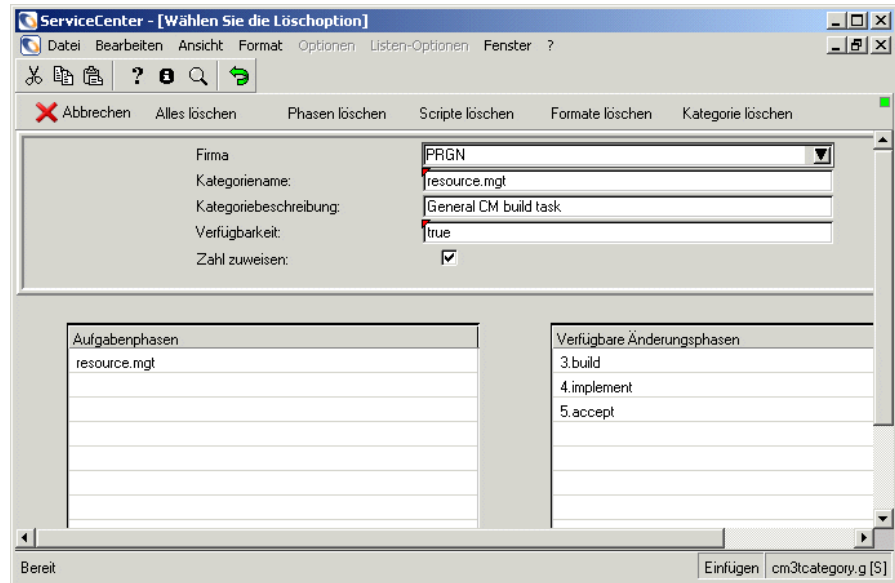 ServiceCenter - [Wählen Sie die Löschoption]
Datei Bearbeiten Ansicht Format Optionen Listen-Optionen Fenster ?
Abbrechen Alles löschen Phasen löschen Scripte löschen Formate löschen Kategorie löschen
Firma PRGN
Kategoriename: resource.mgt
Kategoriebeschreibung: General CM build task
Verfügbarkeit: true
Zahl zuweisen:
Aufgabenphasen Verfügbare Änderungsphasen
resource.mgt 3.build
4.implement
5.accept
Bereit Einfügen cm3tcategory.g [S]